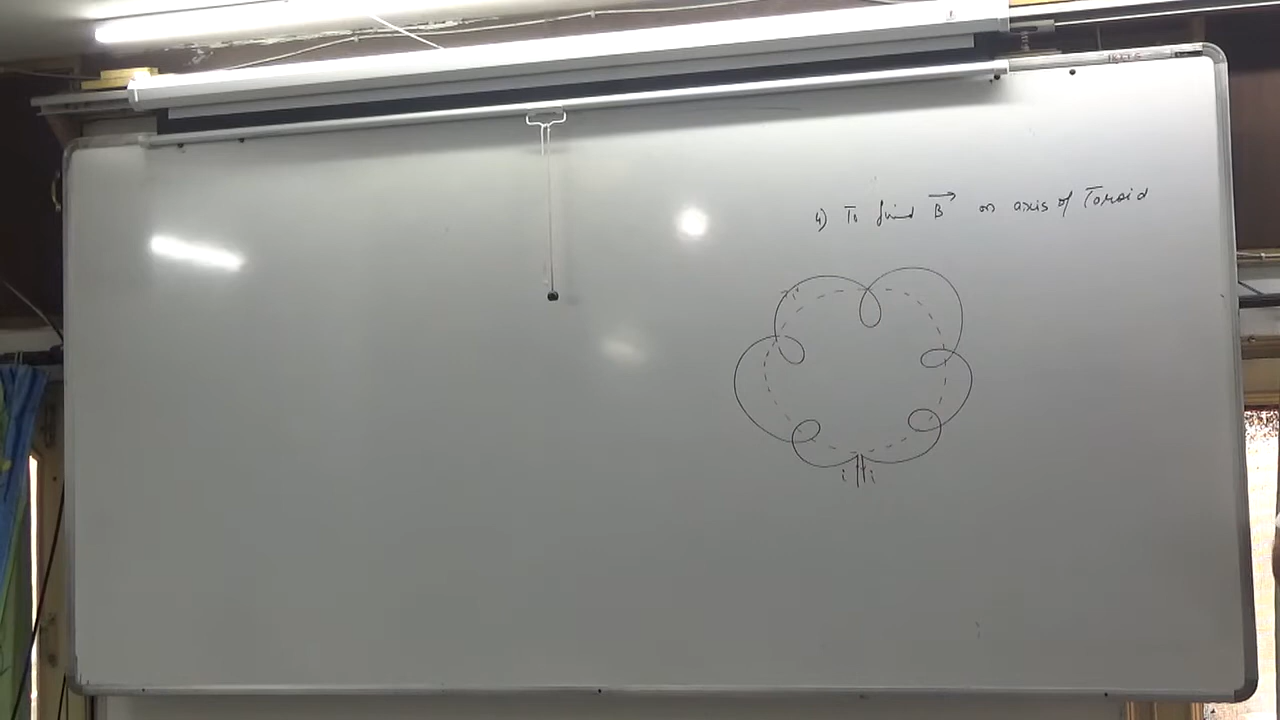 4) To find B⃗ on axis of Toroid
i i